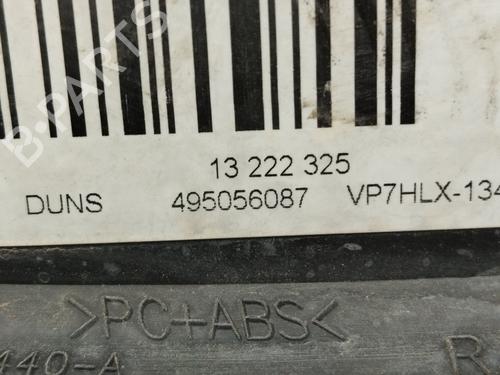 B-PARTS
13 222 325
DUNS 495056087 VP7HLX-134
>PC+ABS<
440-A R